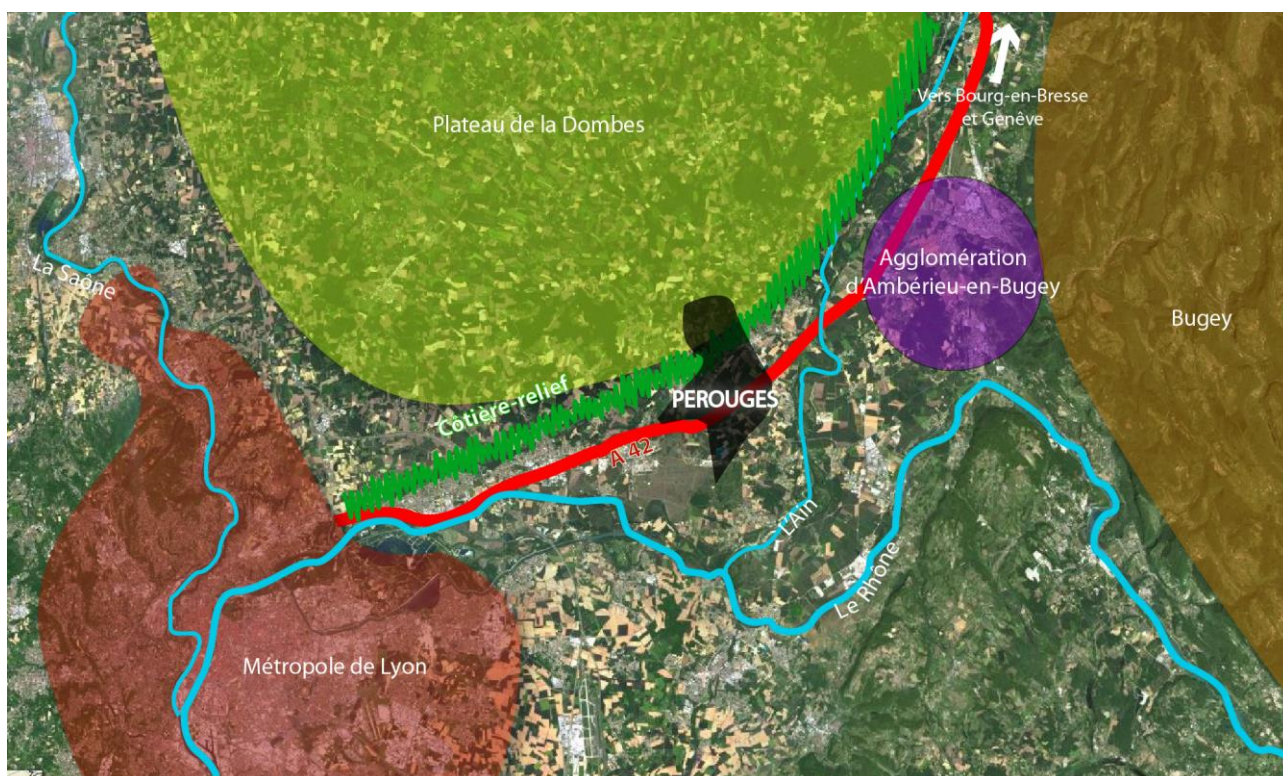 Vers Bourg-en-Bresse
et Genêve
Plateau de la Dombes
La Saône
Agglomération
d'Ambérieu-en-Bugey
Bugey
PEROUGES
Côtière-relief
A 42
L'Ain
Le Rhône
Métropole de Lyon